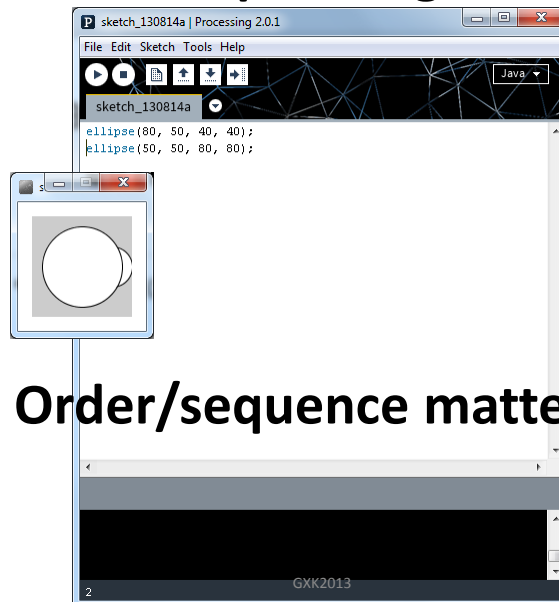 sketch_130814a | Processing 2.0.1
File Edit Sketch Tools Help
Java
sketch_130814a
ellipse(80, 50, 40, 40);
ellipse(50, 50, 80, 80);
s
Order/sequence matte
GXK2013
2